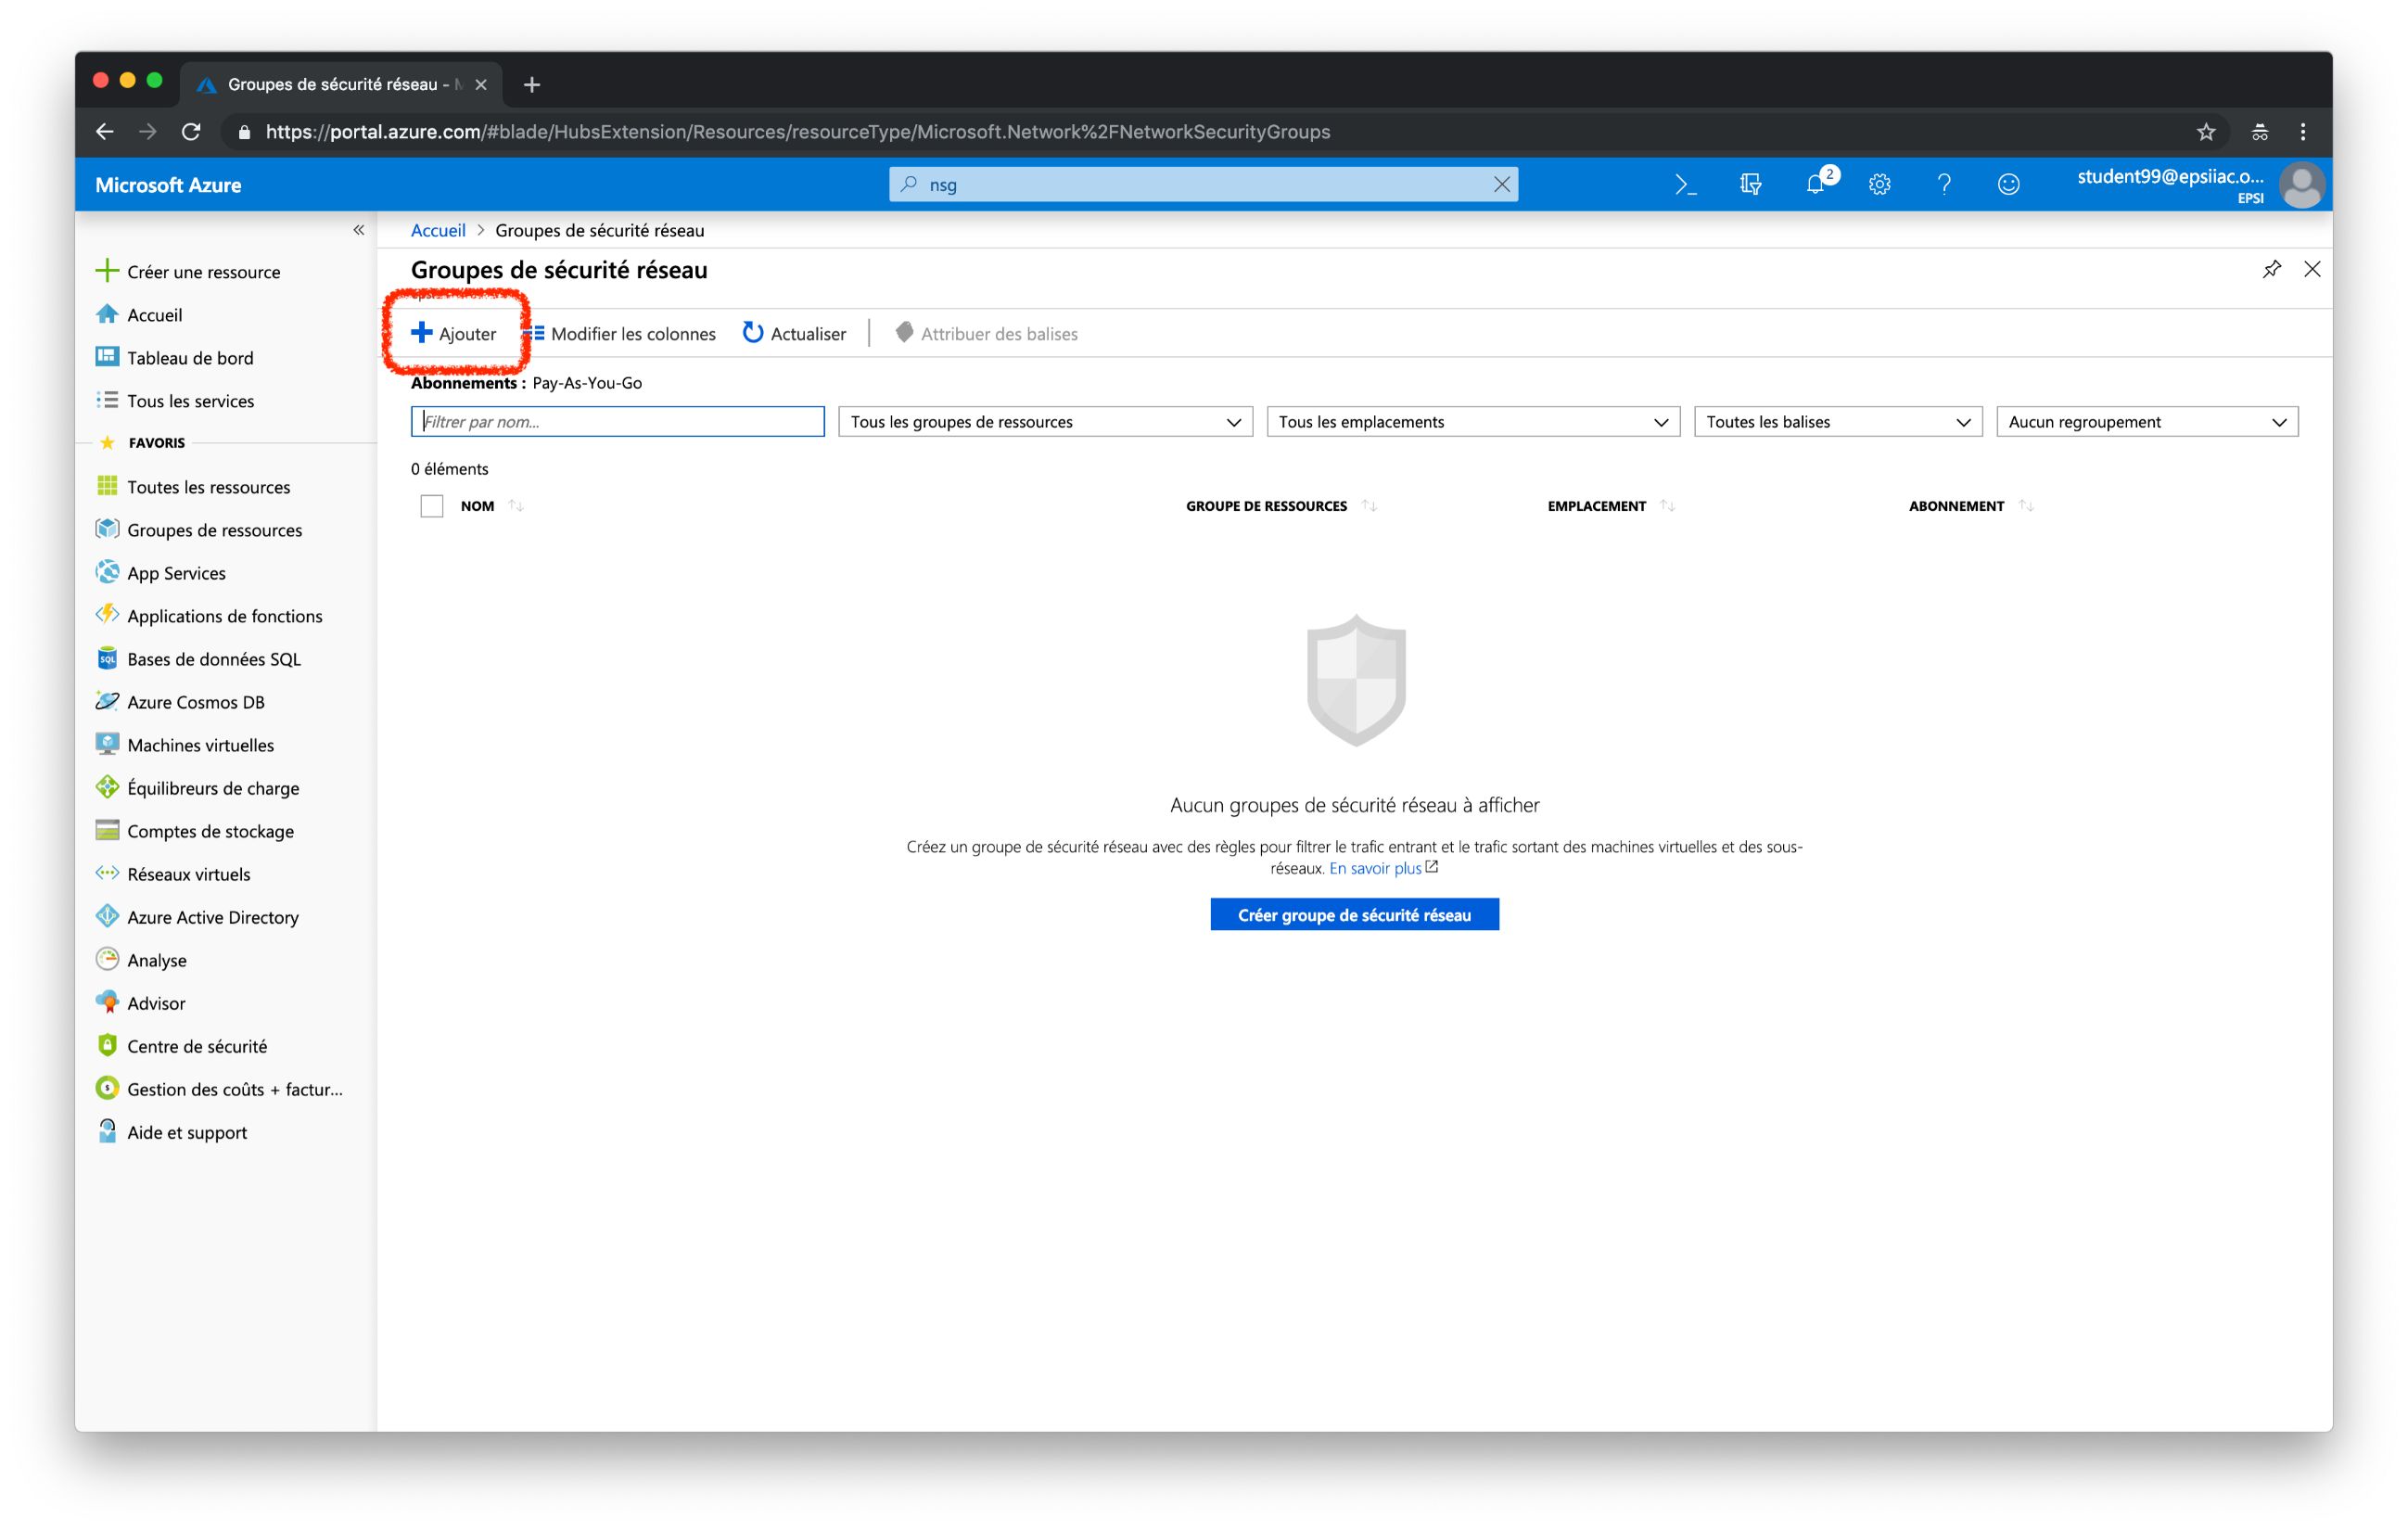 Groupes de sécurité réseau -
https://portal.azure.com/#blade/HubsExtension/Resources/resourceType/Microsoft.Network%2FNetworkSecurityGroups
Microsoft Azure
nsg
2
student99@epsiiac.o...
EPSI
«
Créer une ressource
Accueil
Tableau de bord
Tous les services
FAVORIS
Toutes les ressources
Groupes de ressources
App Services
Applications de fonctions
SQL
Bases de données SQL
Azure Cosmos DB
Machines virtuelles
Équilibreurs de charge
Comptes de stockage
Réseaux virtuels
Azure Active Directory
Analyse
Advisor
Centre de sécurité
Gestion des coûts + factur...
Aide et support
Accueil > Groupes de sécurité réseau
Groupes de sécurité réseau
Ajouter Modifier les colonnes Actualiser Attribuer des balises
Abonnements : Pay-As-You-Go
Filtrer par nom... Tous les groupes de ressources Tous les emplacements Toutes les balises Aucun regroupement
0 éléments
NOM GROUPE DE RESSOURCES EMPLACEMENT ABONNEMENT
Aucun groupes de sécurité réseau à afficher
Créez un groupe de sécurité réseau avec des règles pour filtrer le trafic entrant et le trafic sortant des machines virtuelles et des sous-
réseaux. En savoir plus
Créer groupe de sécurité réseau